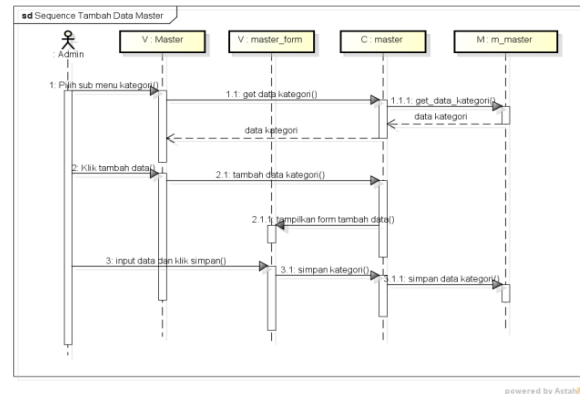 sd Sequence Tambah Data Master
: Admin
V : Master
V : master_form
C : master
M : m_master
1: Pilih sub menu kategori()
1.1: get data kategori()
1.1.1: get_data_kategori()
data kategori
data kategori
2: Klik tambah data()
2.1: tambah data kategori()
2.1.1: tampilkan form tambah data()
3: input data dan klik simpan()
3.1: simpan kategori()
3.1.1: simpan data kategori()
powered by Astah